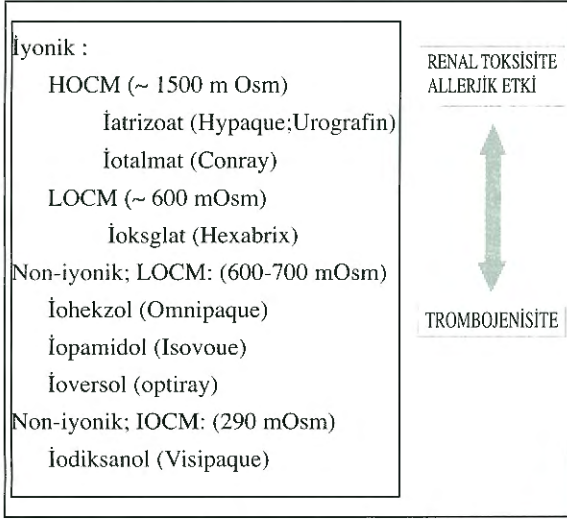 İyonik :
HOCM (~ 1500 m Osm)
İatrizoat (Hypaque;Urografin)
İotalmat (Conray)
LOCM (~ 600 mOsm)
İoksglat (Hexabrix)
Non-iyonik; LOCM: (600-700 mOsm)
İohekzol (Omnipaque)
İopamidol (Isovoue)
İoversol (optiray)
Non-iyonik; IOCM: (290 mOsm)
İodiksanol (Visipaque)
RENAL TOKSİSİTE
ALLERJİK ETKİ
TROMBOJENİSİTE